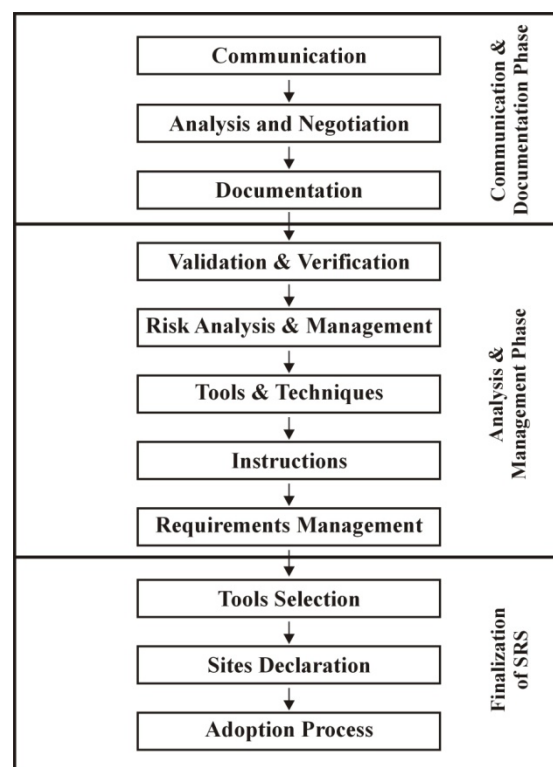 Communication
Analysis and Negotiation
Documentation
Communication &
Documentation Phase
Validation & Verification
Risk Analysis & Management
Tools & Techniques
Instructions
Requirements Management
Analysis &
Management Phase
Tools Selection
Sites Declaration
Adoption Process
Finalization
of SRS